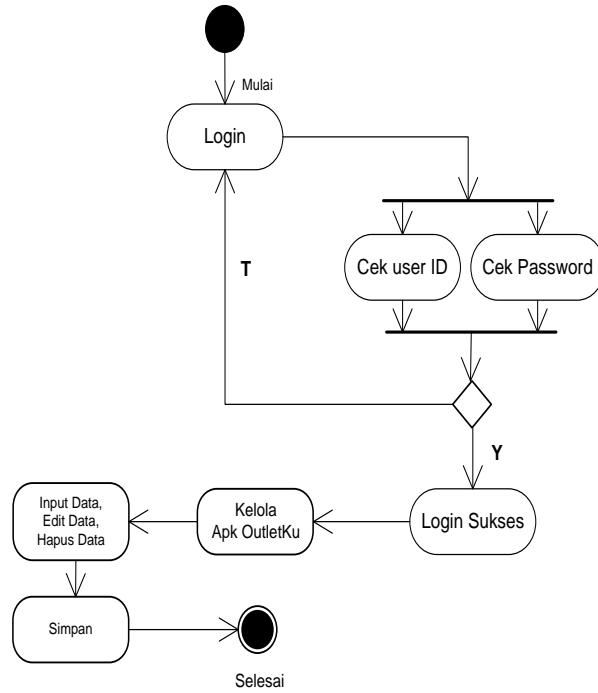 Mulai
Login
Cek user ID
Cek Password
T
Y
Login Sukses
Kelola
Apk OutletKu
Input Data,
Edit Data,
Hapus Data
Simpan
Selesai